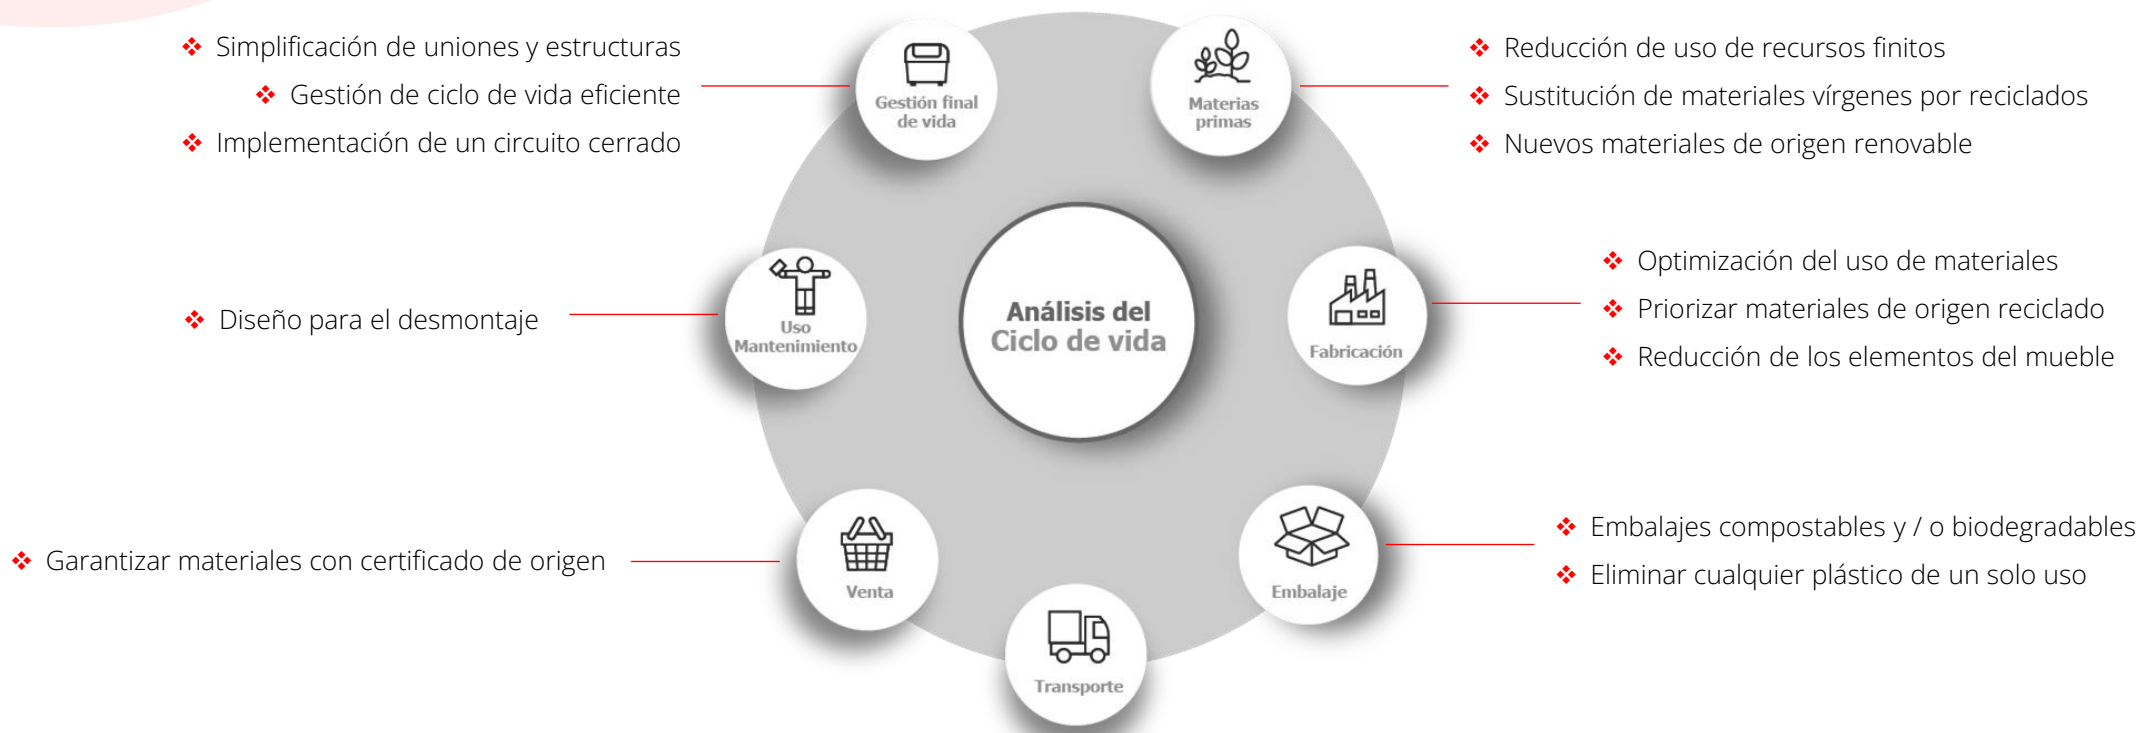 ❖ Simplificación de uniones y estructuras
❖ Gestión de ciclo de vida eficiente
❖ Implementación de un circuito cerrado
Gestión final
de vida
Materias
primas
❖ Reducción de uso de recursos finitos
❖ Sustitución de materiales vírgenes por reciclados
❖ Nuevos materiales de origen renovable
❖ Diseño para el desmontaje
Uso
Mantenimiento
Análisis del
Ciclo de vida
Fabricación
❖ Optimización del uso de materiales
❖ Priorizar materiales de origen reciclado
❖ Reducción de los elementos del mueble
❖ Garantizar materiales con certificado de origen
Venta
Transporte
Embalaje
❖ Embalajes compostables y / o biodegradables
❖ Eliminar cualquier plástico de un solo uso